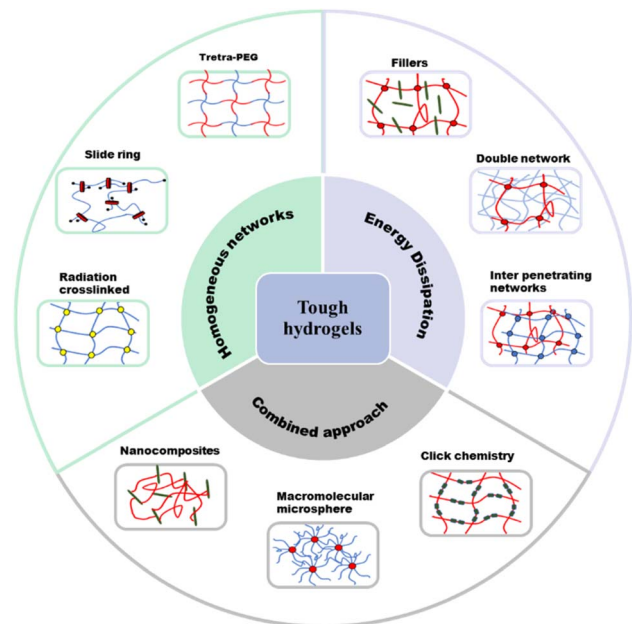 Tretra-PEG
Fillers
Slide ring
Double network
Radiation
crosslinked
Inter penetrating
networks
Homogeneous networks
Energy Dissipation
Tough
hydrogels
Combined approach
Nanocomposites
Macromolecular
microsphere
Click chemistry